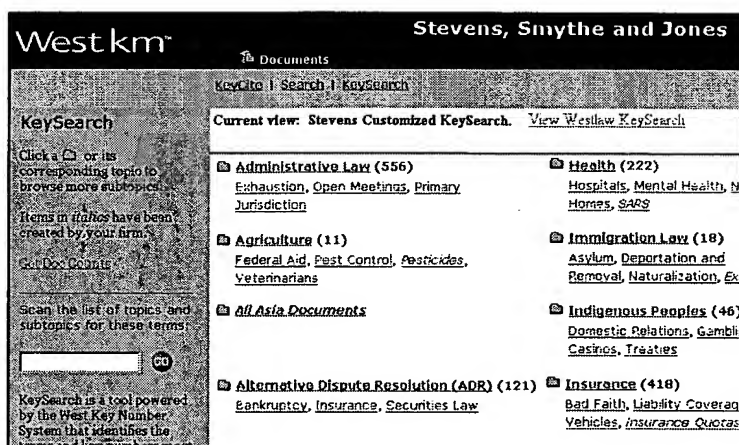 West km™
Stevens, Smythe and Jones
Documents
KeyCite | Search | KeySearch
KeySearch
Click a or its
corresponding topic to
browse more subtopics.
Items in italics have been
created by your firm.
Get Doc Counts
Scan the list of topics and
subtopics for these terms:
GO
KeySearch is a tool powered
by the West Key Number
System that identifies the
Current view: Stevens Customized KeySearch. View Westlaw KeySearch
Administrative Law (556)
Exhaustion, Open Meetings, Primary
Jurisdiction
Agriculture (11)
Federal Aid, Pest Control, Pesticides,
Veterinarians
All Asia Documents
Alternative Dispute Resolution (ADR) (121)
Bankruptcy, Insurance, Securities Law
Health (222)
Hospitals, Mental Health, N
Homes, SARS
Immigration Law (18)
Asylum, Deportation and
Removal, Naturalization, Ex
Indigenous Peoples (46)
Domestic Relations, Gambli
Casinos, Treaties
Insurance (418)
Bad Faith, Liability Coverag
Vehicles, Insurance Quotas